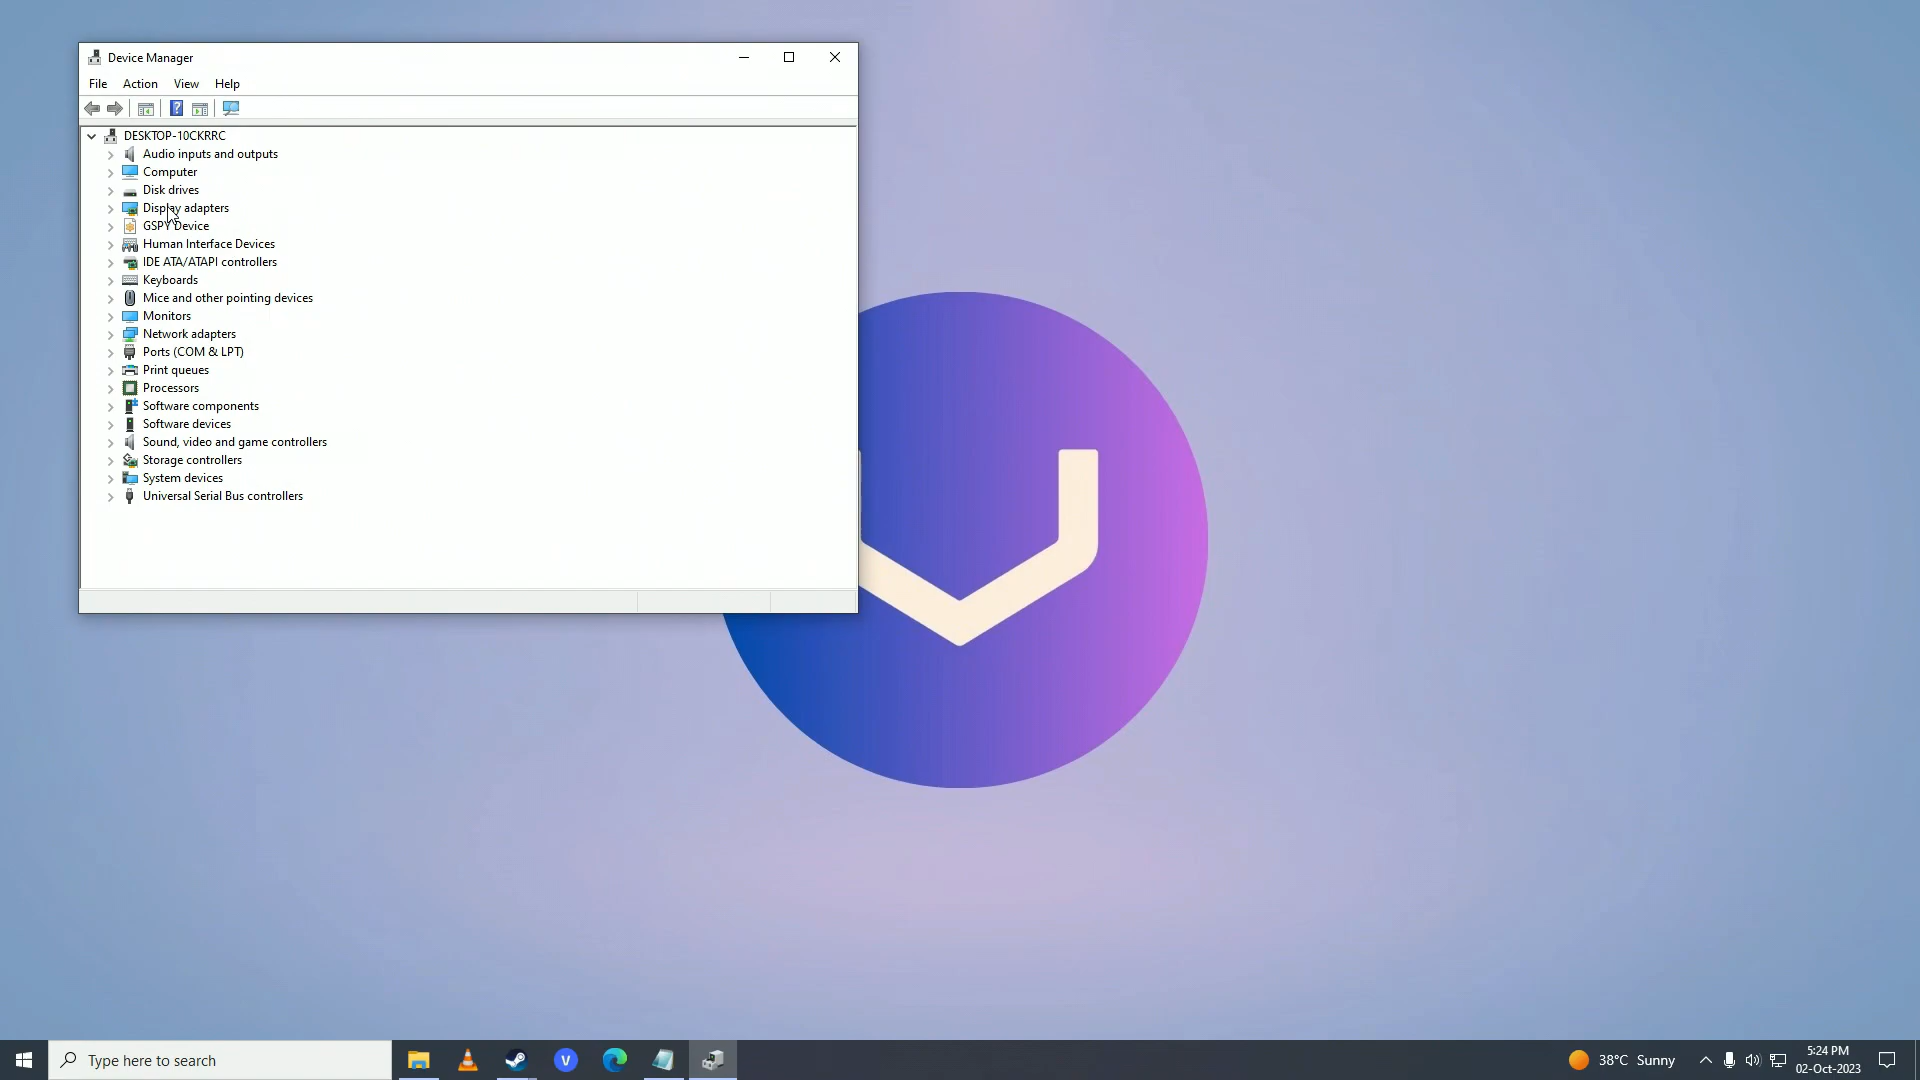 Device Manager
File Action View Help
?
DESKTOP-10CKRRC
Audio inputs and outputs
Computer
Disk drives
Display adapters
GSPY Device
Human Interface Devices
IDE ATA/ATAPI controllers
Keyboards
Mice and other pointing devices
Monitors
Network adapters
Ports (COM & LPT)
Print queues
Processors
Software components
Software devices
Sound, video and game controllers
Storage controllers
System devices
Universal Serial Bus controllers
Type here to search
V
38°C Sunny
5:24 PM
02-Oct-2023